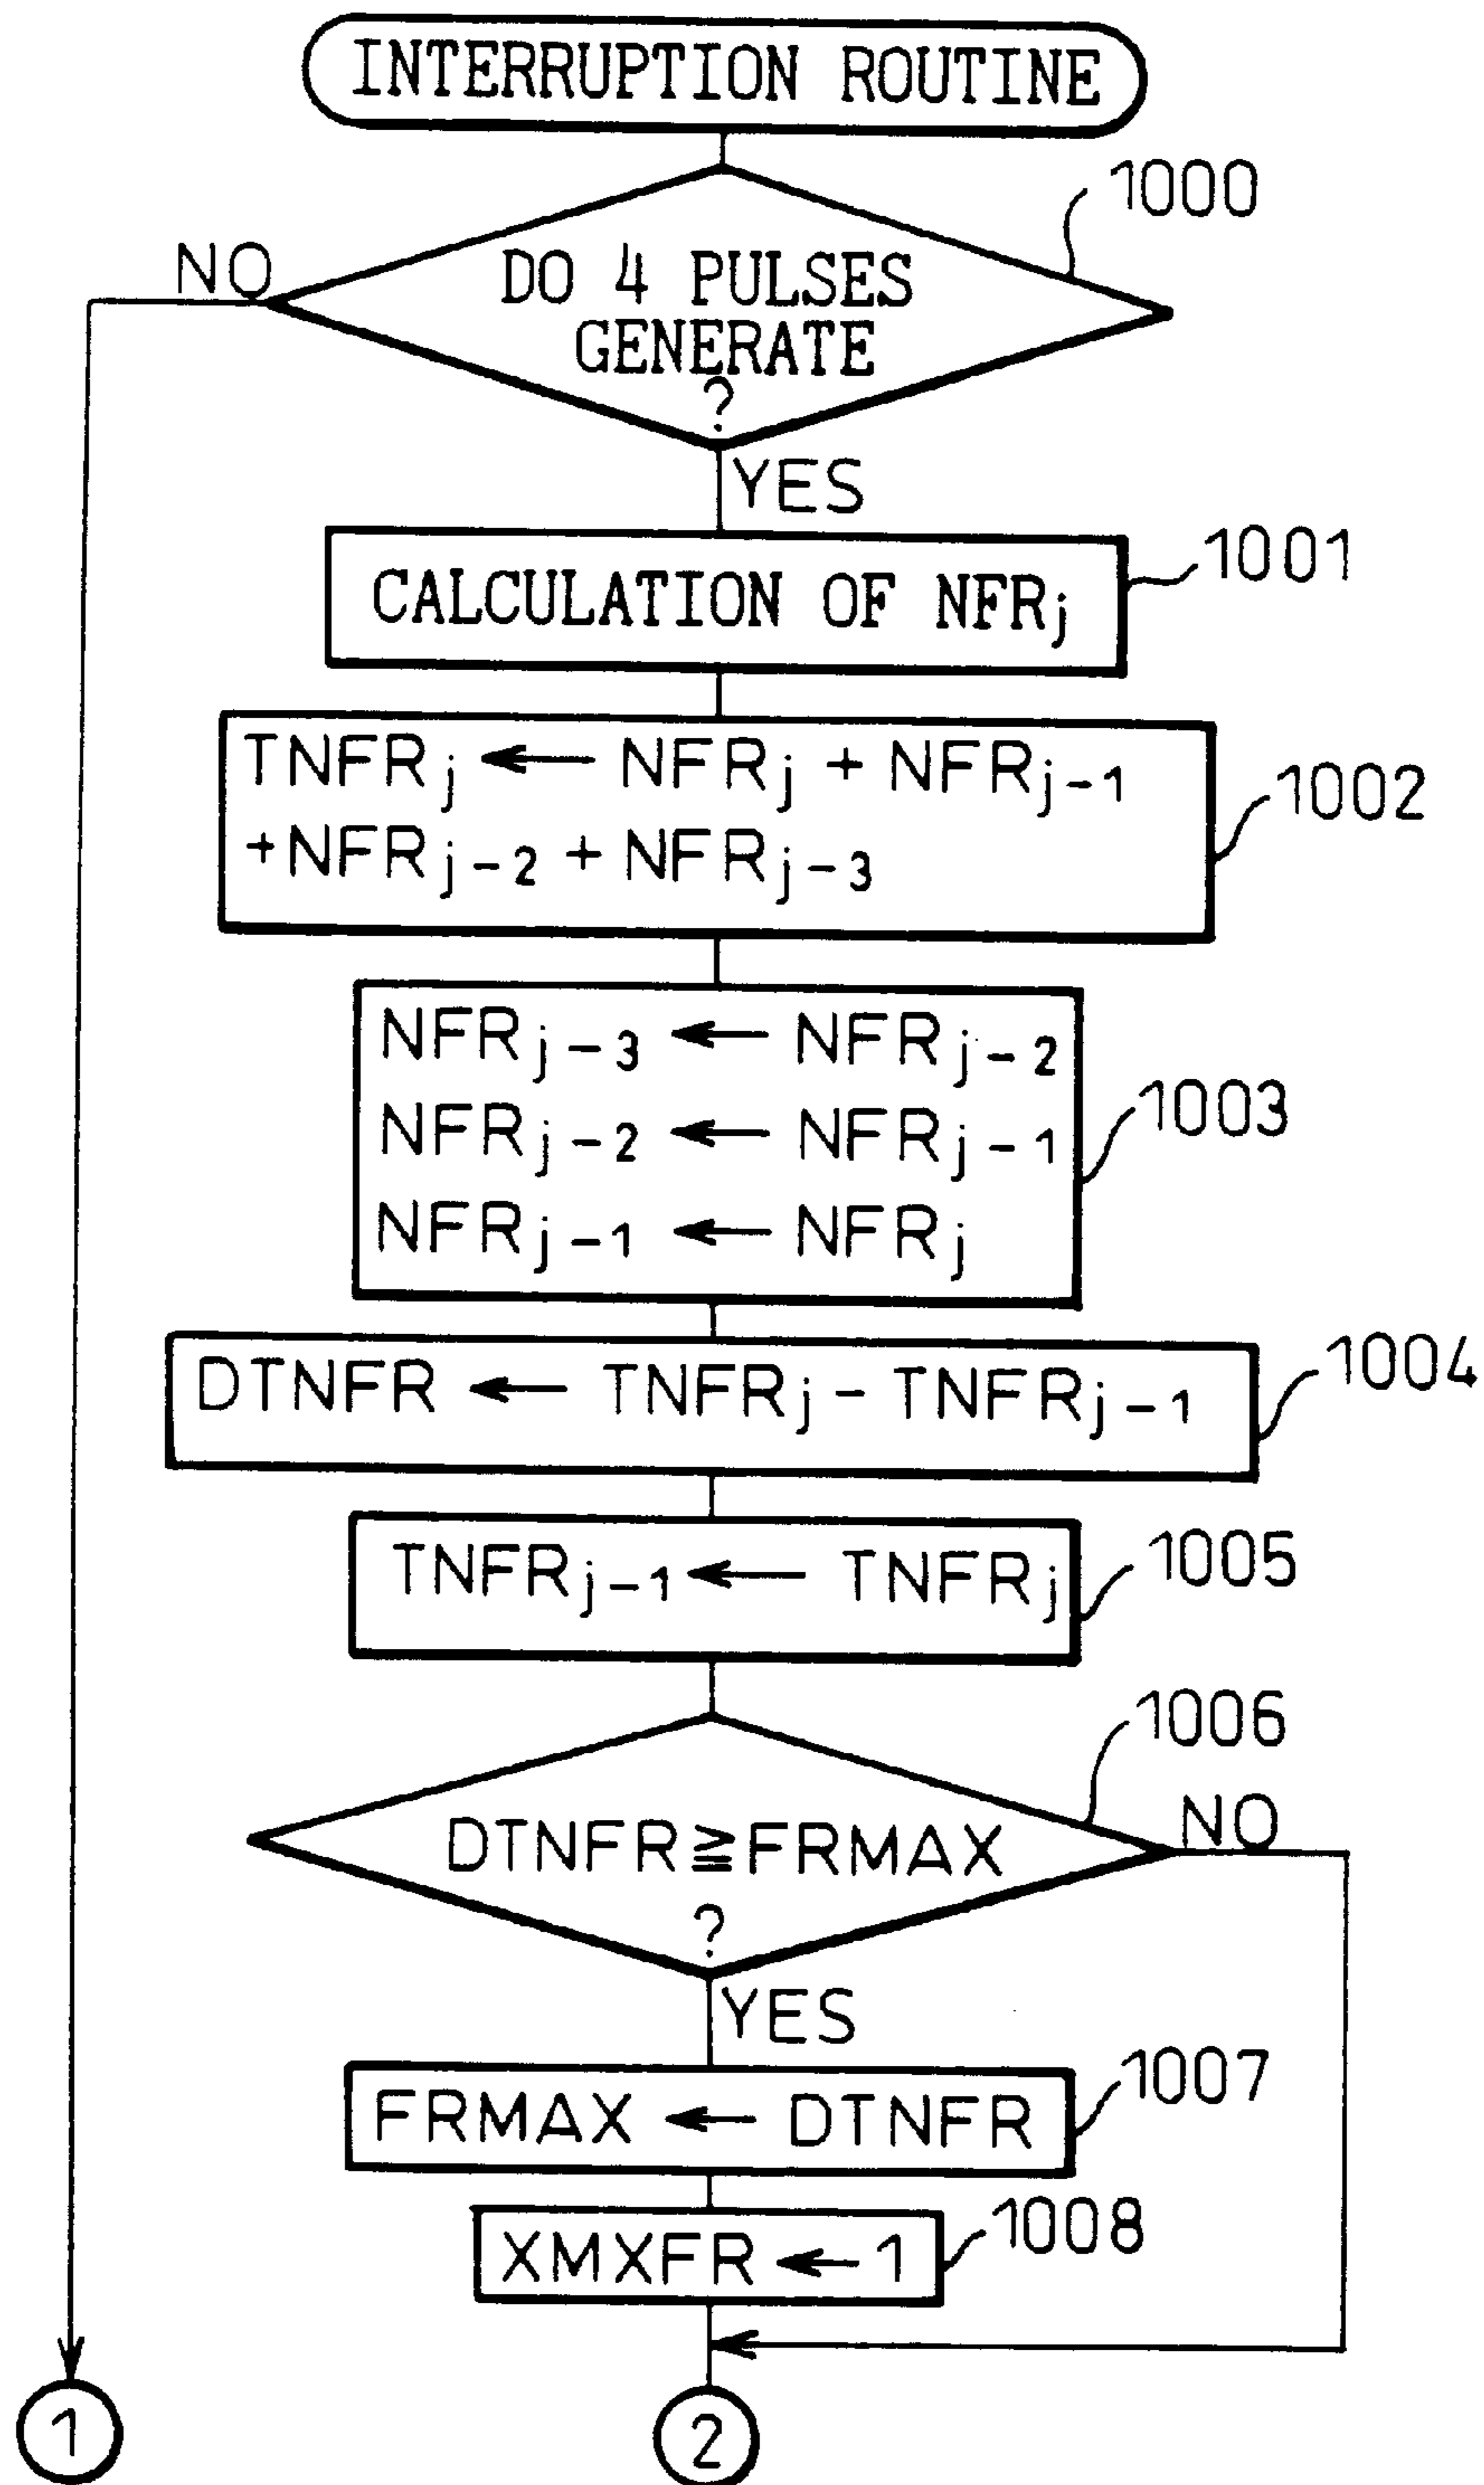 INTERRUPTION ROUTINE
1000
NO
DO 4 PULSES
GENERATE
?
YES
1001
CALCULATION OF NFRj
TNFRj ← NFRj + NFRj-1
1002
+NFRj-2 + NFRj-3
NFRj-3 ← NFRj-2
NFRj-2 ← NFRj-1
1003
NFRj-1 ← NFRj
1004
DTNFR ← TNFRj - TNFRj-1
1005
TNFRj-1 ← TNFRj
1006
NO
DTNFR≧FRMAX
?
YES
1007
FRMAX ← DTNFR
1008
XMXFR ← 1
1
2